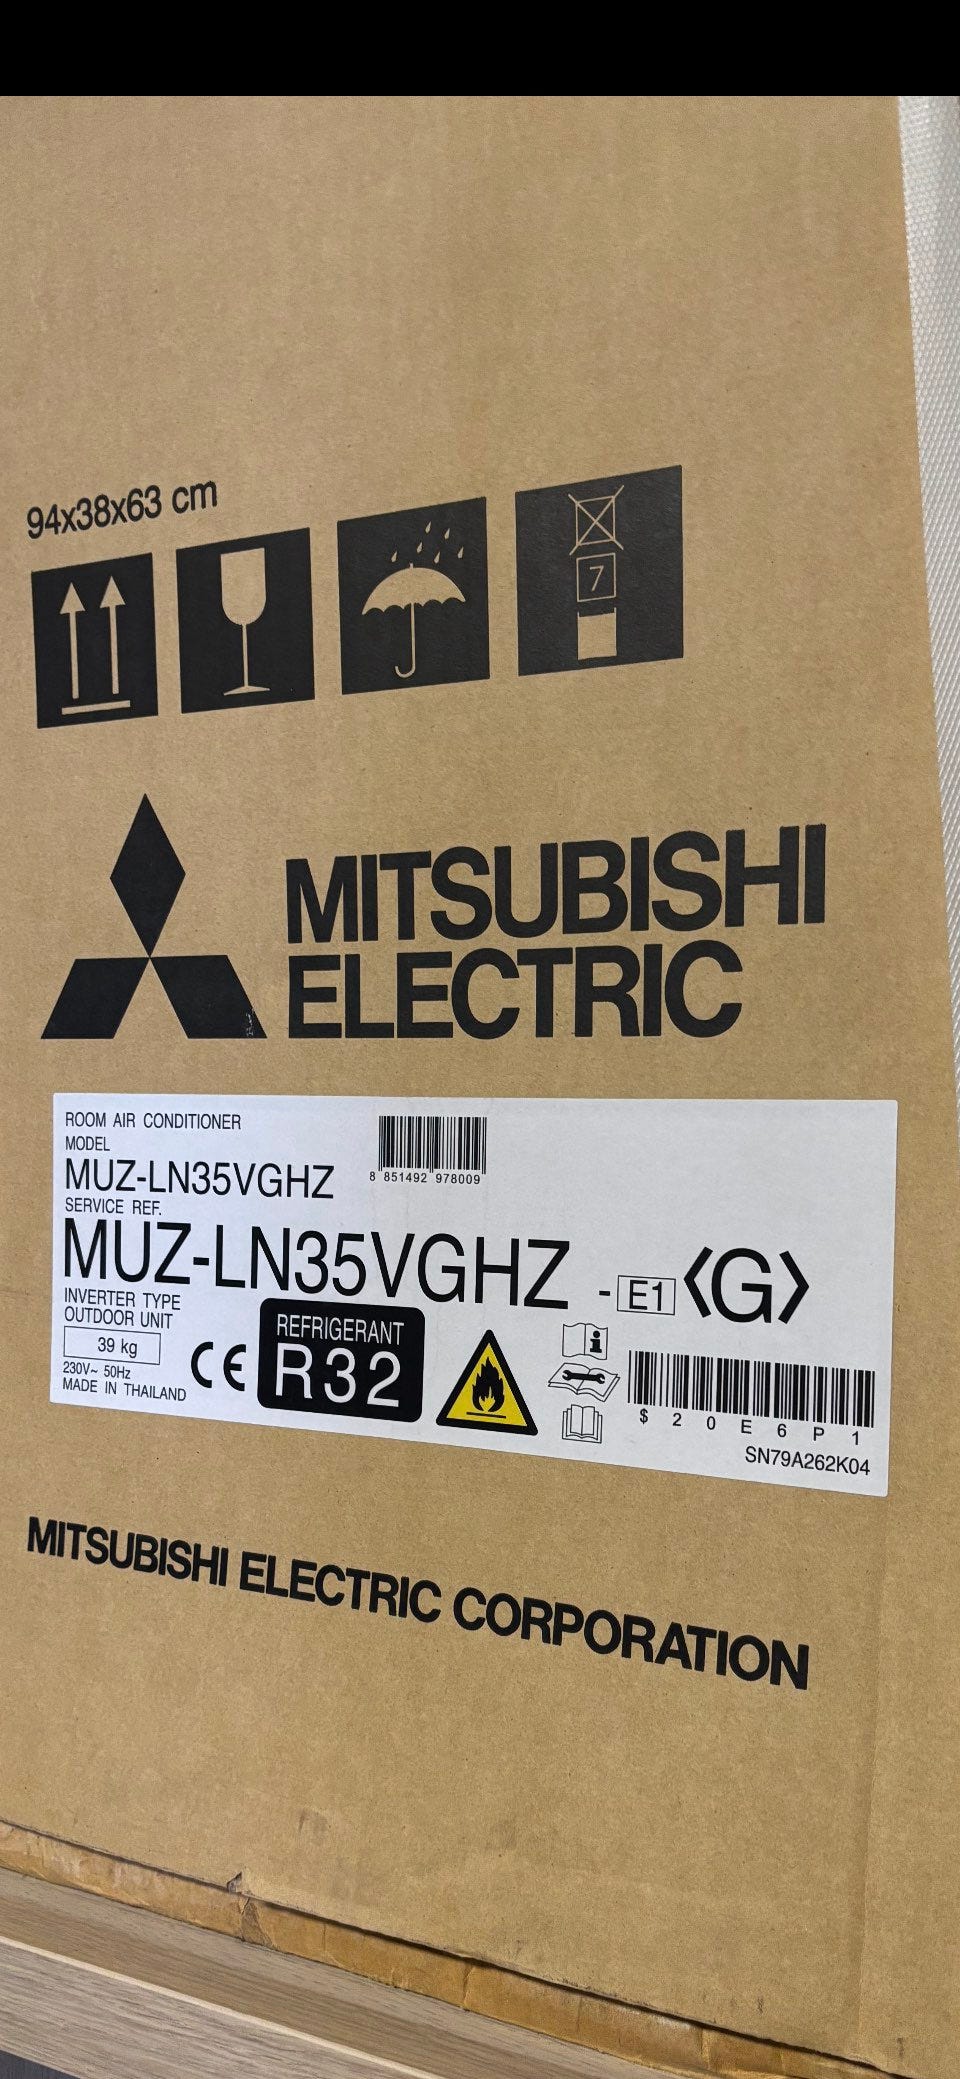 94x38x63 cm
7
MITSUBISHI
ELECTRIC
ROOM AIR CONDITIONER
MODEL
MUZ-LN35VGHZ
8 851492 978009
SERVICE REF.
MUZ-LN35VGHZ -E1 〈G〉
INVERTER TYPE
OUTDOOR UNIT
39 kg
230V~ 50Hz
MADE IN THAILAND
CE
REFRIGERANT
R32
i
$ 2 0 E 6 P 1
SN79A262K04
MITSUBISHI ELECTRIC CORPORATION